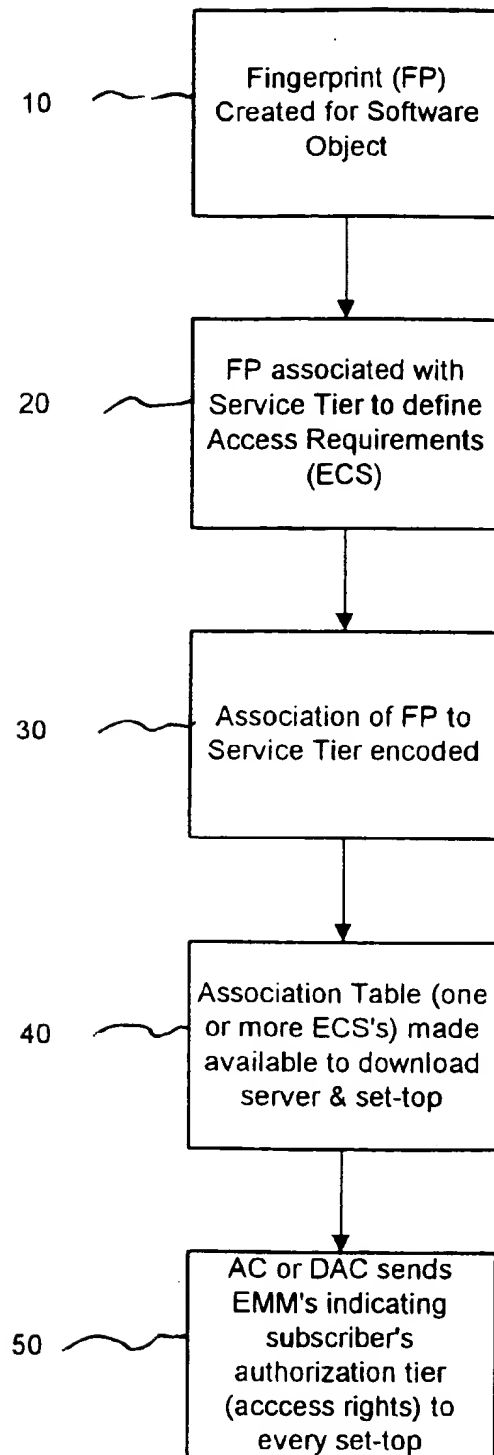 10
Fingerprint (FP)
Created for Software
Object
20
FP associated with
Service Tier to define
Access Requirements
(ECS)
30
Association of FP to
Service Tier encoded
40
Association Table (one
or more ECS's) made
available to download
server & set-top
50
AC or DAC sends
EMM's indicating
subscriber's
authorization tier
(acccess rights) to
every set-top